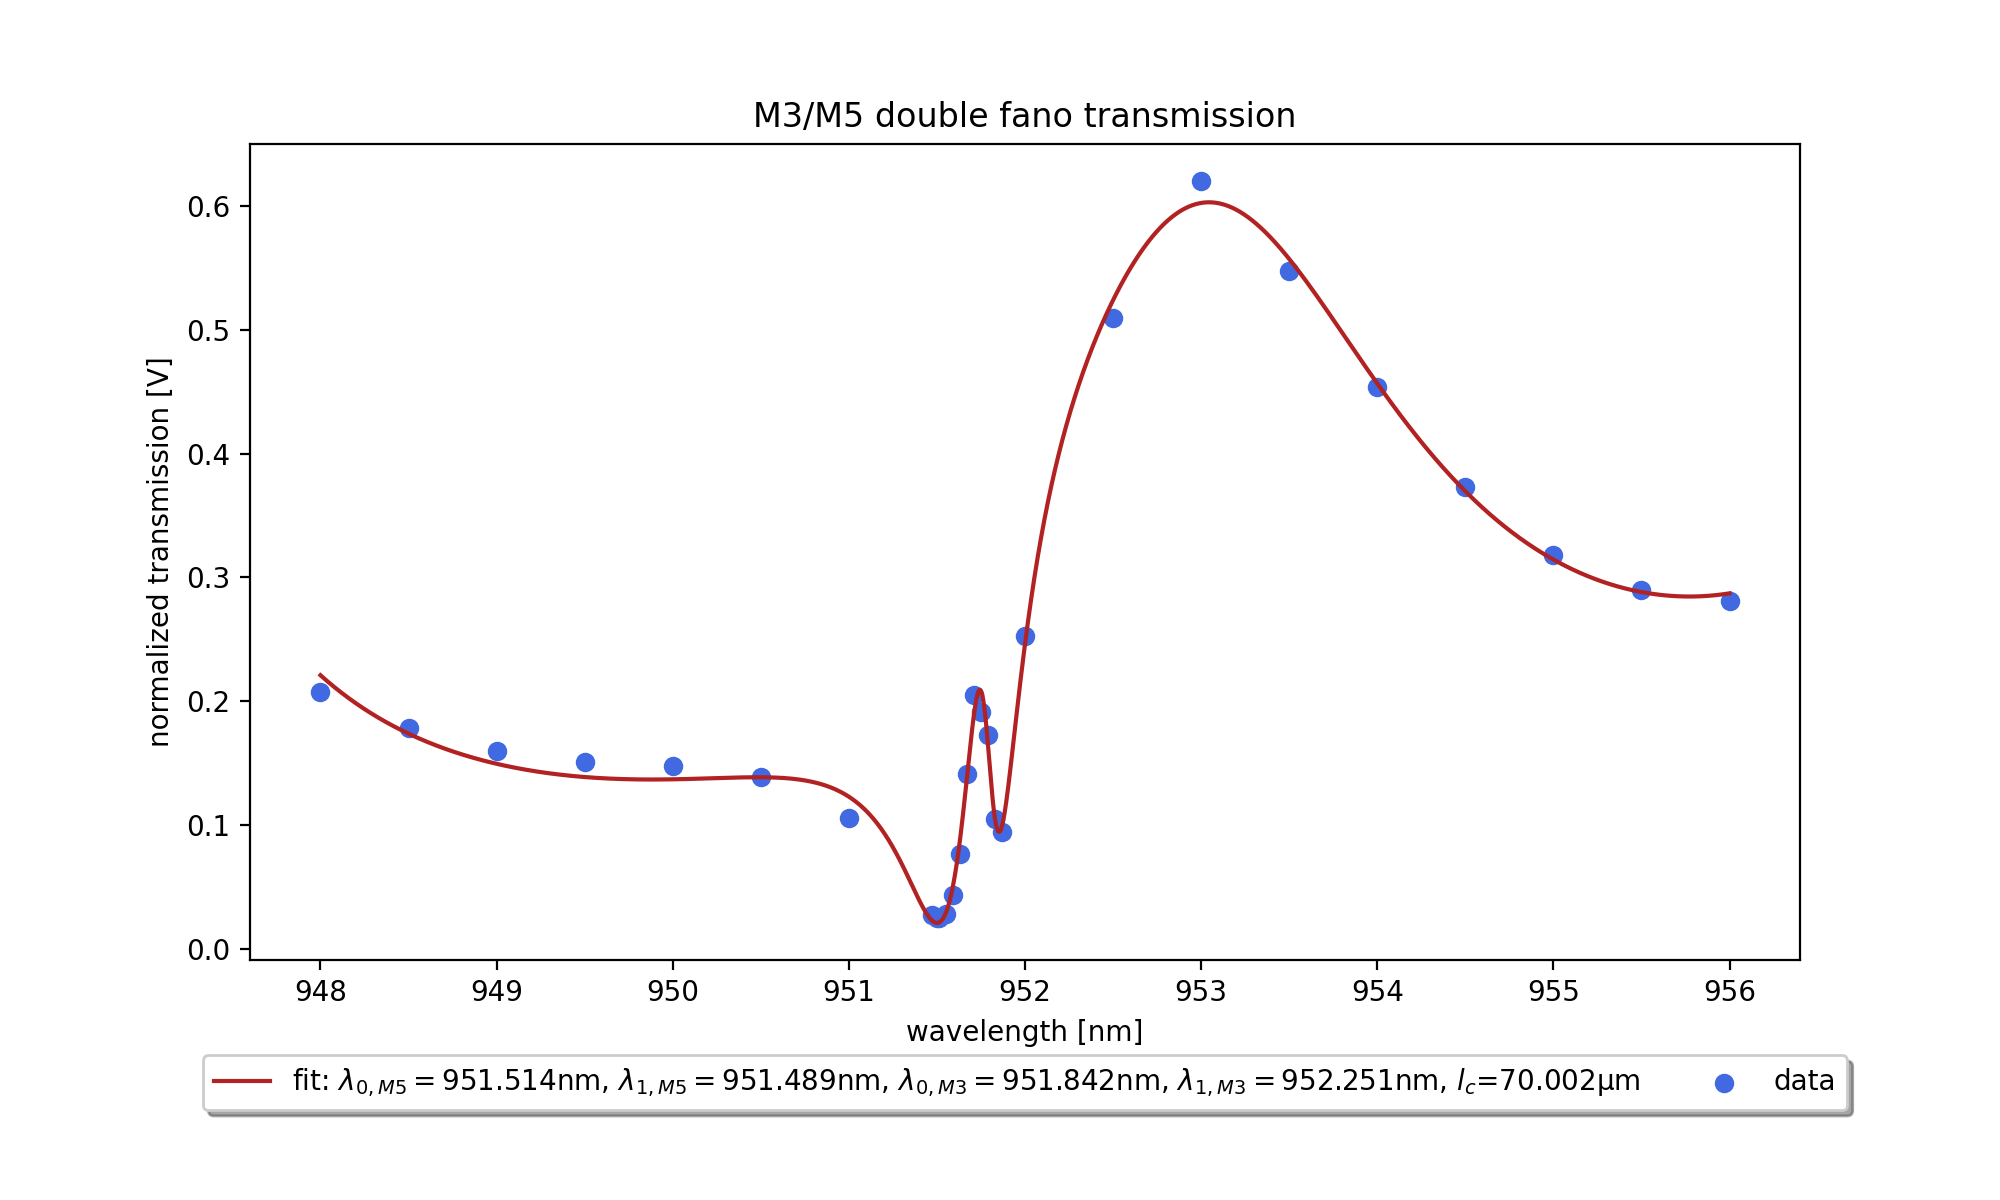 M3/M5 double fano transmission
normalized transmission [V]
0.6
0.5
0.4
0.3
0.2
0.1
0.0
948 949 950 951 952 953 954 955 956
wavelength [nm]
fit: λ0,M5 = 951.514nm, λ1,M5 = 951.489nm, λ0,M3 = 951.842nm, λ1,M3 = 952.251nm, lc=70.002μm data